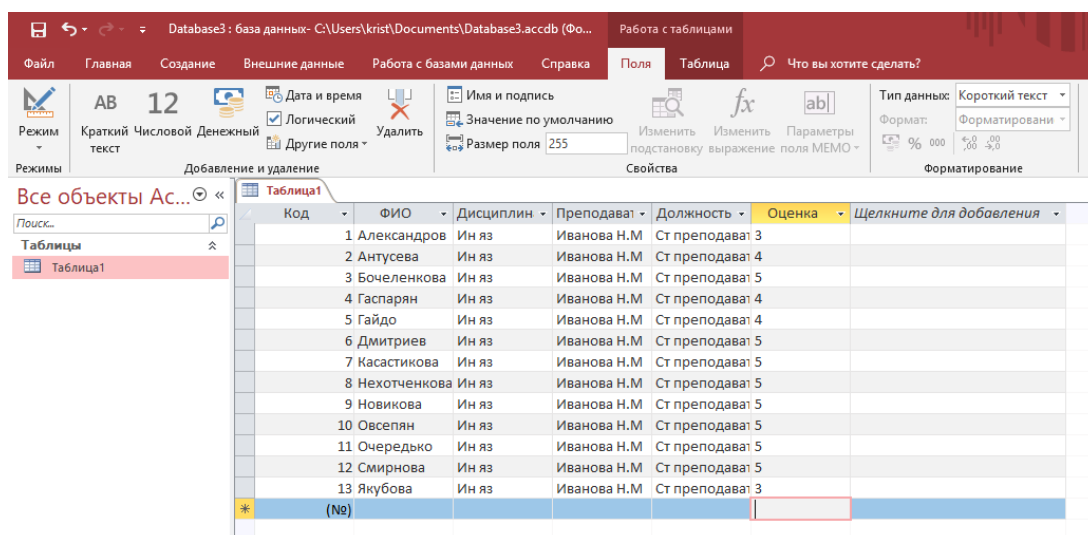 Database3 : база данных- C:\Users\krist\Documents\Database3.accdb (Фо... Работа с таблицами
Файл Главная Создание Внешние данные Работа с базами данных Справка Поля Таблица Что вы хотите сделать?
Режим
АВ Краткий текст
12 Числовой
Денежный
Дата и время
Логический
Другие поля
Удалить
Имя и подпись
Значение по умолчанию
Размер поля 255
Изменить подстановку
fx Изменить выражение
ab Параметры поля MEMO
Тип данных: Короткий текст
Формат: Форматировани
% 000 ←,0 ,00 ,00 →,0
Режимы Добавление и удаление Свойства Форматирование
Все объекты Ac... «
Поиск...
Таблицы
Таблица1
Таблица1
Код ФИО Дисциплин Преподават Должность Оценка Щелкните для добавления
1 Александров Ин яз Иванова Н.М Ст преподават 3
2 Антусева Ин яз Иванова Н.М Ст преподават 4
3 Бочеленкова Ин яз Иванова Н.М Ст преподават 5
4 Гаспарян Ин яз Иванова Н.М Ст преподават 4
5 Гайдо Ин яз Иванова Н.М Ст преподават 4
6 Дмитриев Ин яз Иванова Н.М Ст преподават 5
7 Касастикова Ин яз Иванова Н.М Ст преподават 5
8 Нехотченкова Ин яз Иванова Н.М Ст преподават 5
9 Новикова Ин яз Иванова Н.М Ст преподават 5
10 Овсепян Ин яз Иванова Н.М Ст преподават 5
11 Очередько Ин яз Иванова Н.М Ст преподават 5
12 Смирнова Ин яз Иванова Н.М Ст преподават 5
13 Якубова Ин яз Иванова Н.М Ст преподават 3
(№)